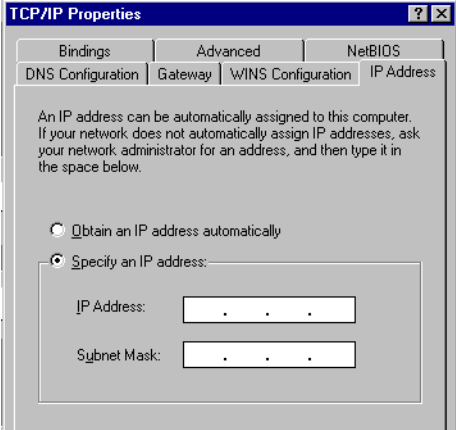 TCP/IP Properties
Bindings Advanced NetBIOS
DNS Configuration Gateway WINS Configuration IP Address
An IP address can be automatically assigned to this computer.
If your network does not automatically assign IP addresses, ask
your network administrator for an address, and then type it in
the space below.
Obtain an IP address automatically
Specify an IP address:
IP Address: . . .
Subnet Mask: . . .